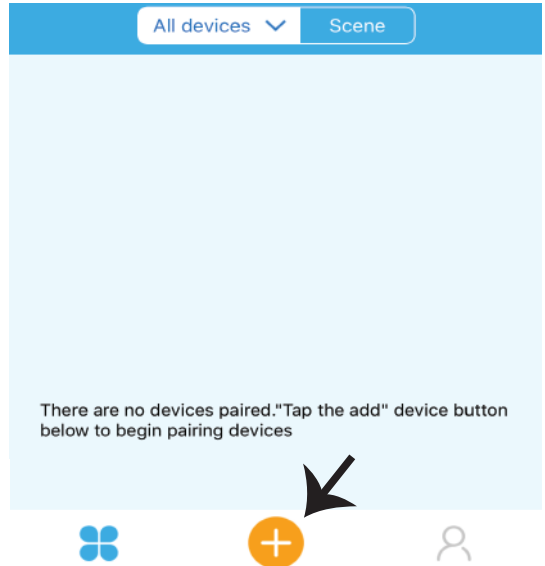 All devices
Scene
There are no devices paired."Tap the add" device button
below to begin pairing devices